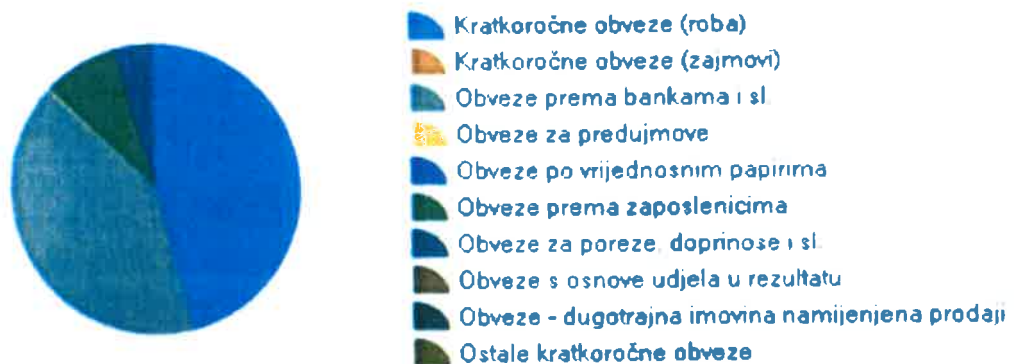 Kratkoročne obveze (roba)
Kratkoročne obveze (zajmovi)
Obveze prema bankama i sl.
Obveze za predujmove
Obveze po vrijednosnim papirima
Obveze prema zaposlenicima
Obveze za poreze, doprinose i sl.
Obveze s osnove udjela u rezultatu
Obveze - dugotrajna imovina namijenjena prodaji
Ostale kratkoročne obveze